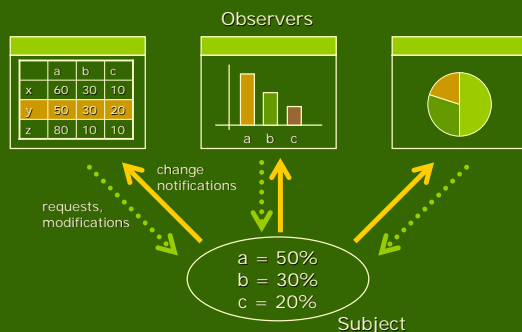 Observers
a b c
x 60 30 10
y 50 30 20
z 80 10 10
a b c
change
notifications
requests,
modifications
a = 50%
b = 30%
c = 20%
Subject